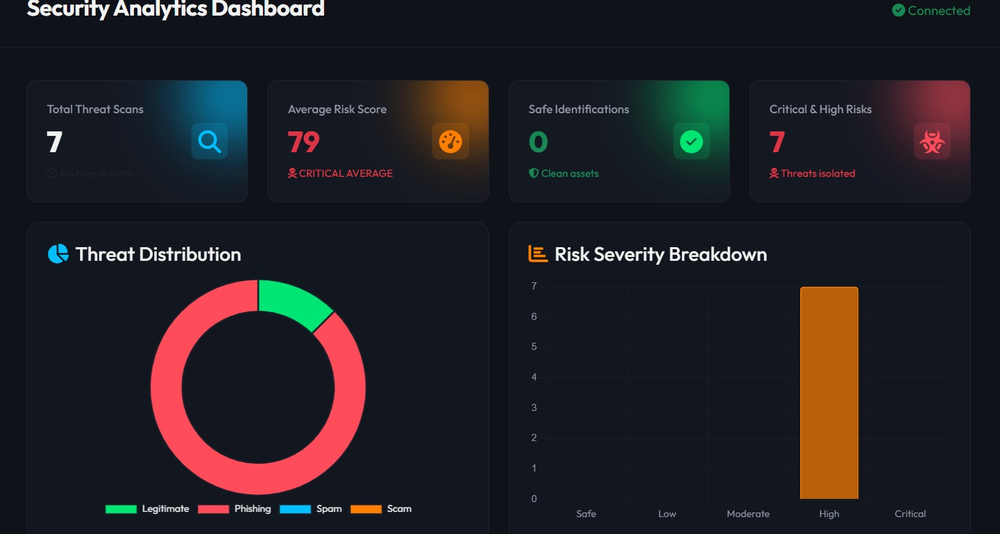 Security Analytics Dashboard
Connected
Total Threat Scans
7
All-time activity
Average Risk Score
79
CRITICAL AVERAGE
Safe Identifications
0
Clean assets
Critical & High Risks
7
Threats isolated
Threat Distribution
Legitimate Phishing Spam Scam
Risk Severity Breakdown
7
6
5
4
3
2
1
0
Safe Low Moderate High Critical